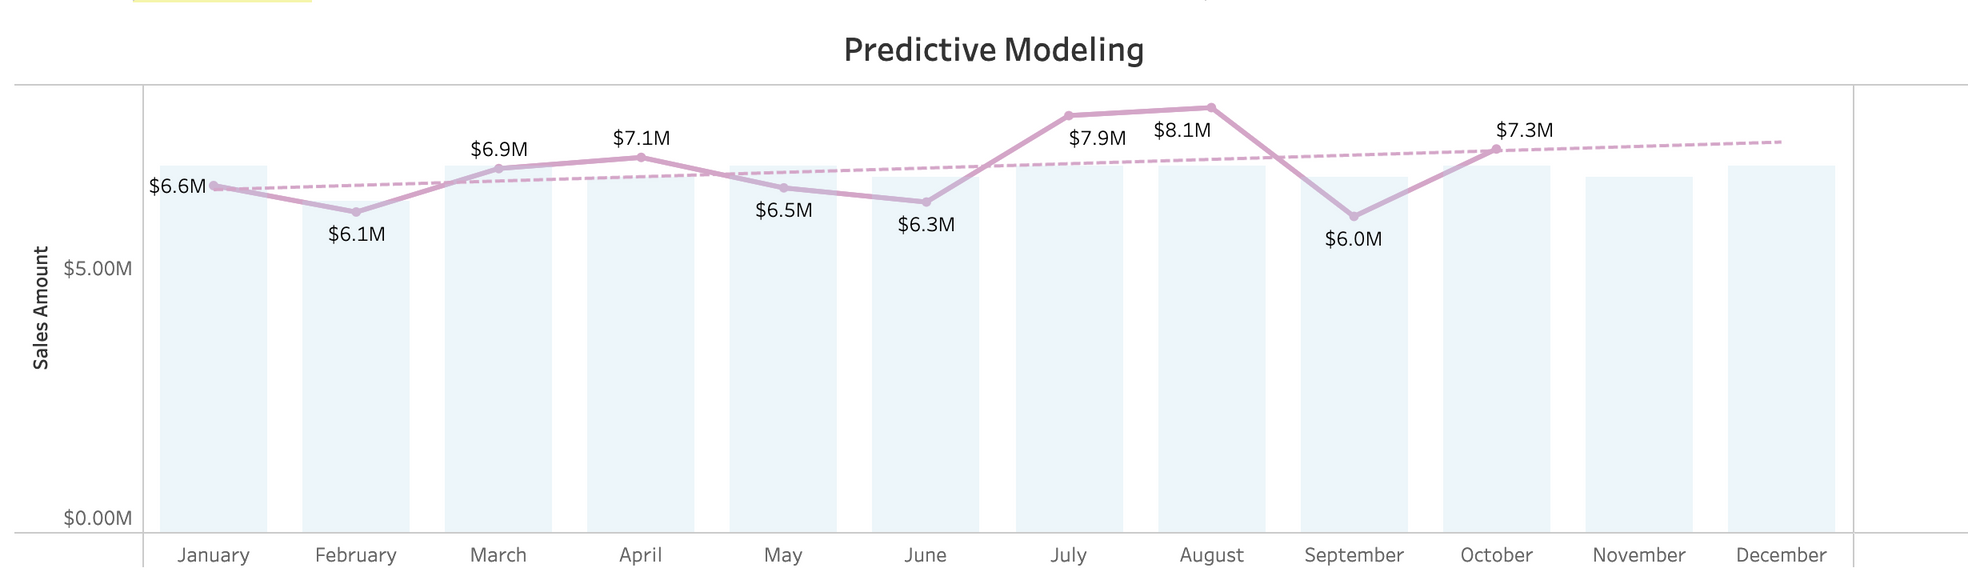 Predictive Modeling
Sales Amount
$5.00M
$0.00M
$6.6M
$6.1M
$6.9M
$7.1M
$6.5M
$6.3M
$7.9M
$8.1M
$6.0M
$7.3M
January February March April May June July August September October November December